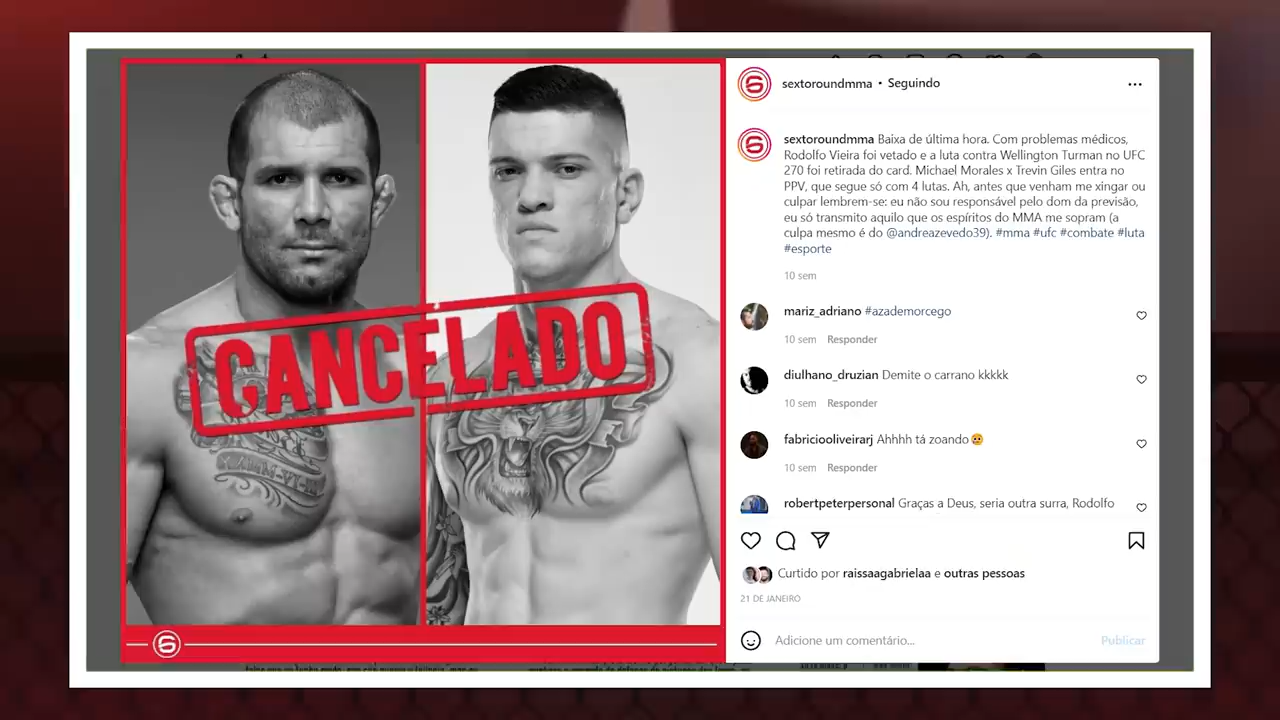 sextoroundmma • Seguindo
sextoroundmma Baixa de última hora. Com problemas médicos,
Rodolfo Vieira foi vetado e a luta contra Wellington Turman no UFC
270 foi retirada do card. Michael Morales x Trevin Giles entra no
PPV, que segue só com 4 lutas. Ah, antes que venham me xingar ou
culpar lembrem-se: eu não sou responsável pelo dom da previsão,
eu só transmito aquilo que os espíritos do MMA me sopram (a
culpa mesmo é do @andreazevedo39). #mma #ufc #combate #luta
#esporte
10 sem
mariz_adriano #azademorcego
10 sem Responder
diulhano_druzian Demite o carrano kkkkk
10 sem Responder
fabriciooliveirarj Ahhhh tá zoando
10 sem Responder
robertpeterpersonal Graças a Deus, seria outra surra, Rodolfo
Curtido por raissaagabrielaa e outras pessoas
21 DE JANEIRO
Adicione um comentário...
Publicar
CANCELADO
6